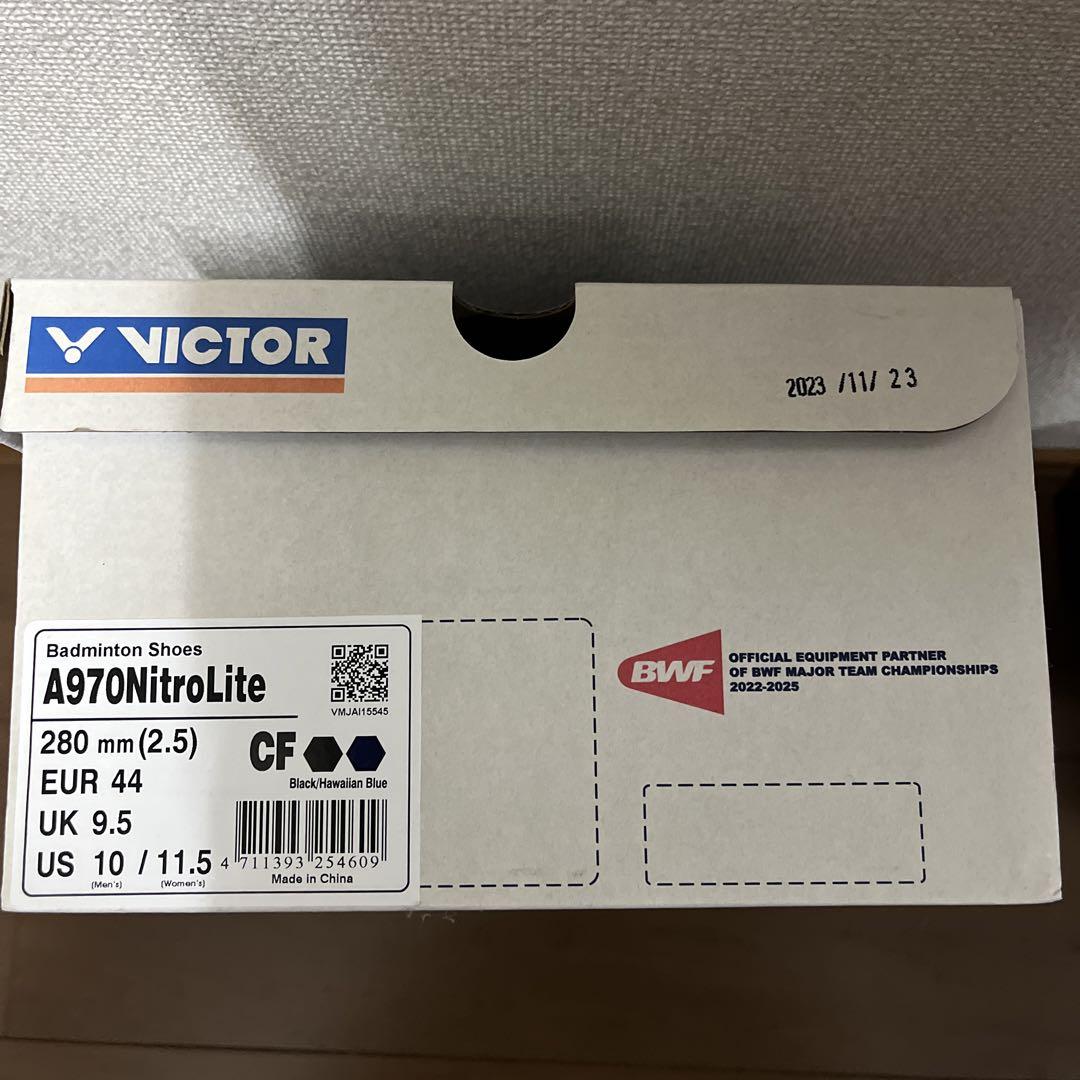 VICTOR
2023 /11/ 23
Badminton Shoes
A970NitroLite
VMJAI15545
280 mm (2.5)
CF
Black/Hawaiian Blue
EUR 44
UK 9.5
US 10 / 11.5
(Men's) (Women's)
4 711393 254609
Made in China
BWF
OFFICIAL EQUIPMENT PARTNER
OF BWF MAJOR TEAM CHAMPIONSHIPS
2022-2025